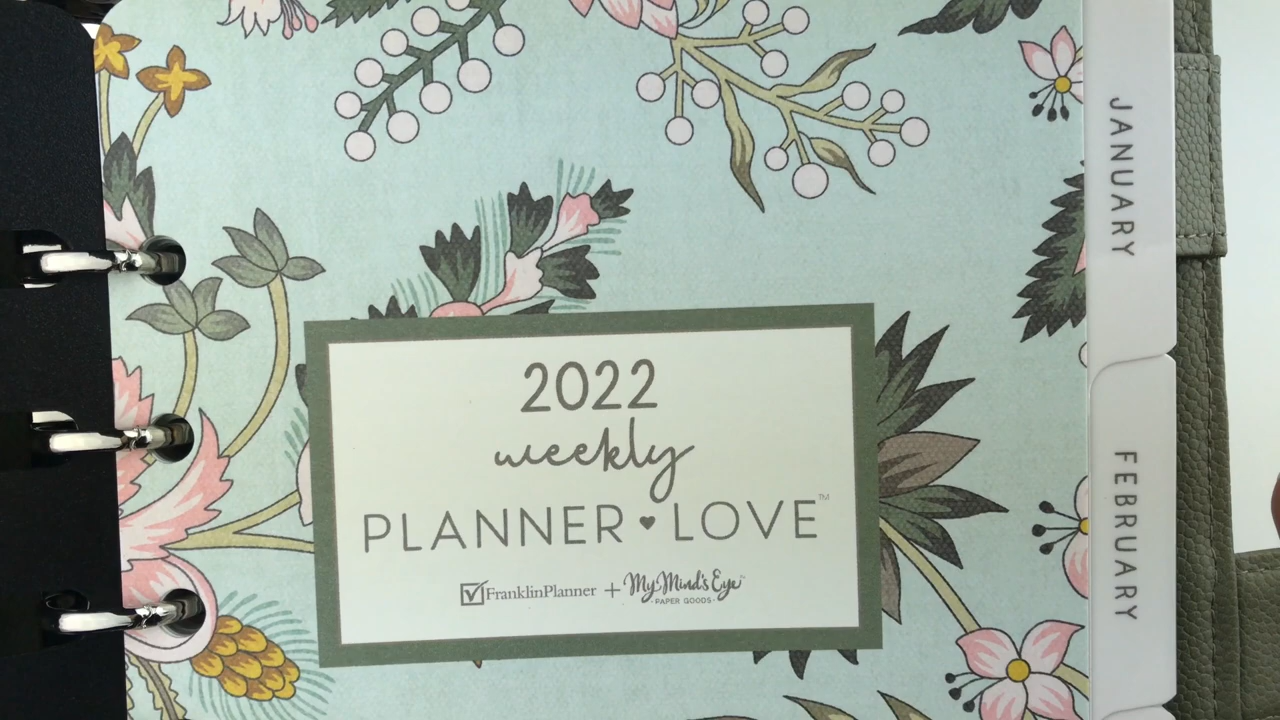 2022
weekly
PLANNER ♥ LOVE™
FranklinPlanner + My Mind's Eye™
PAPER GOODS
JANUARY
FEBRUARY